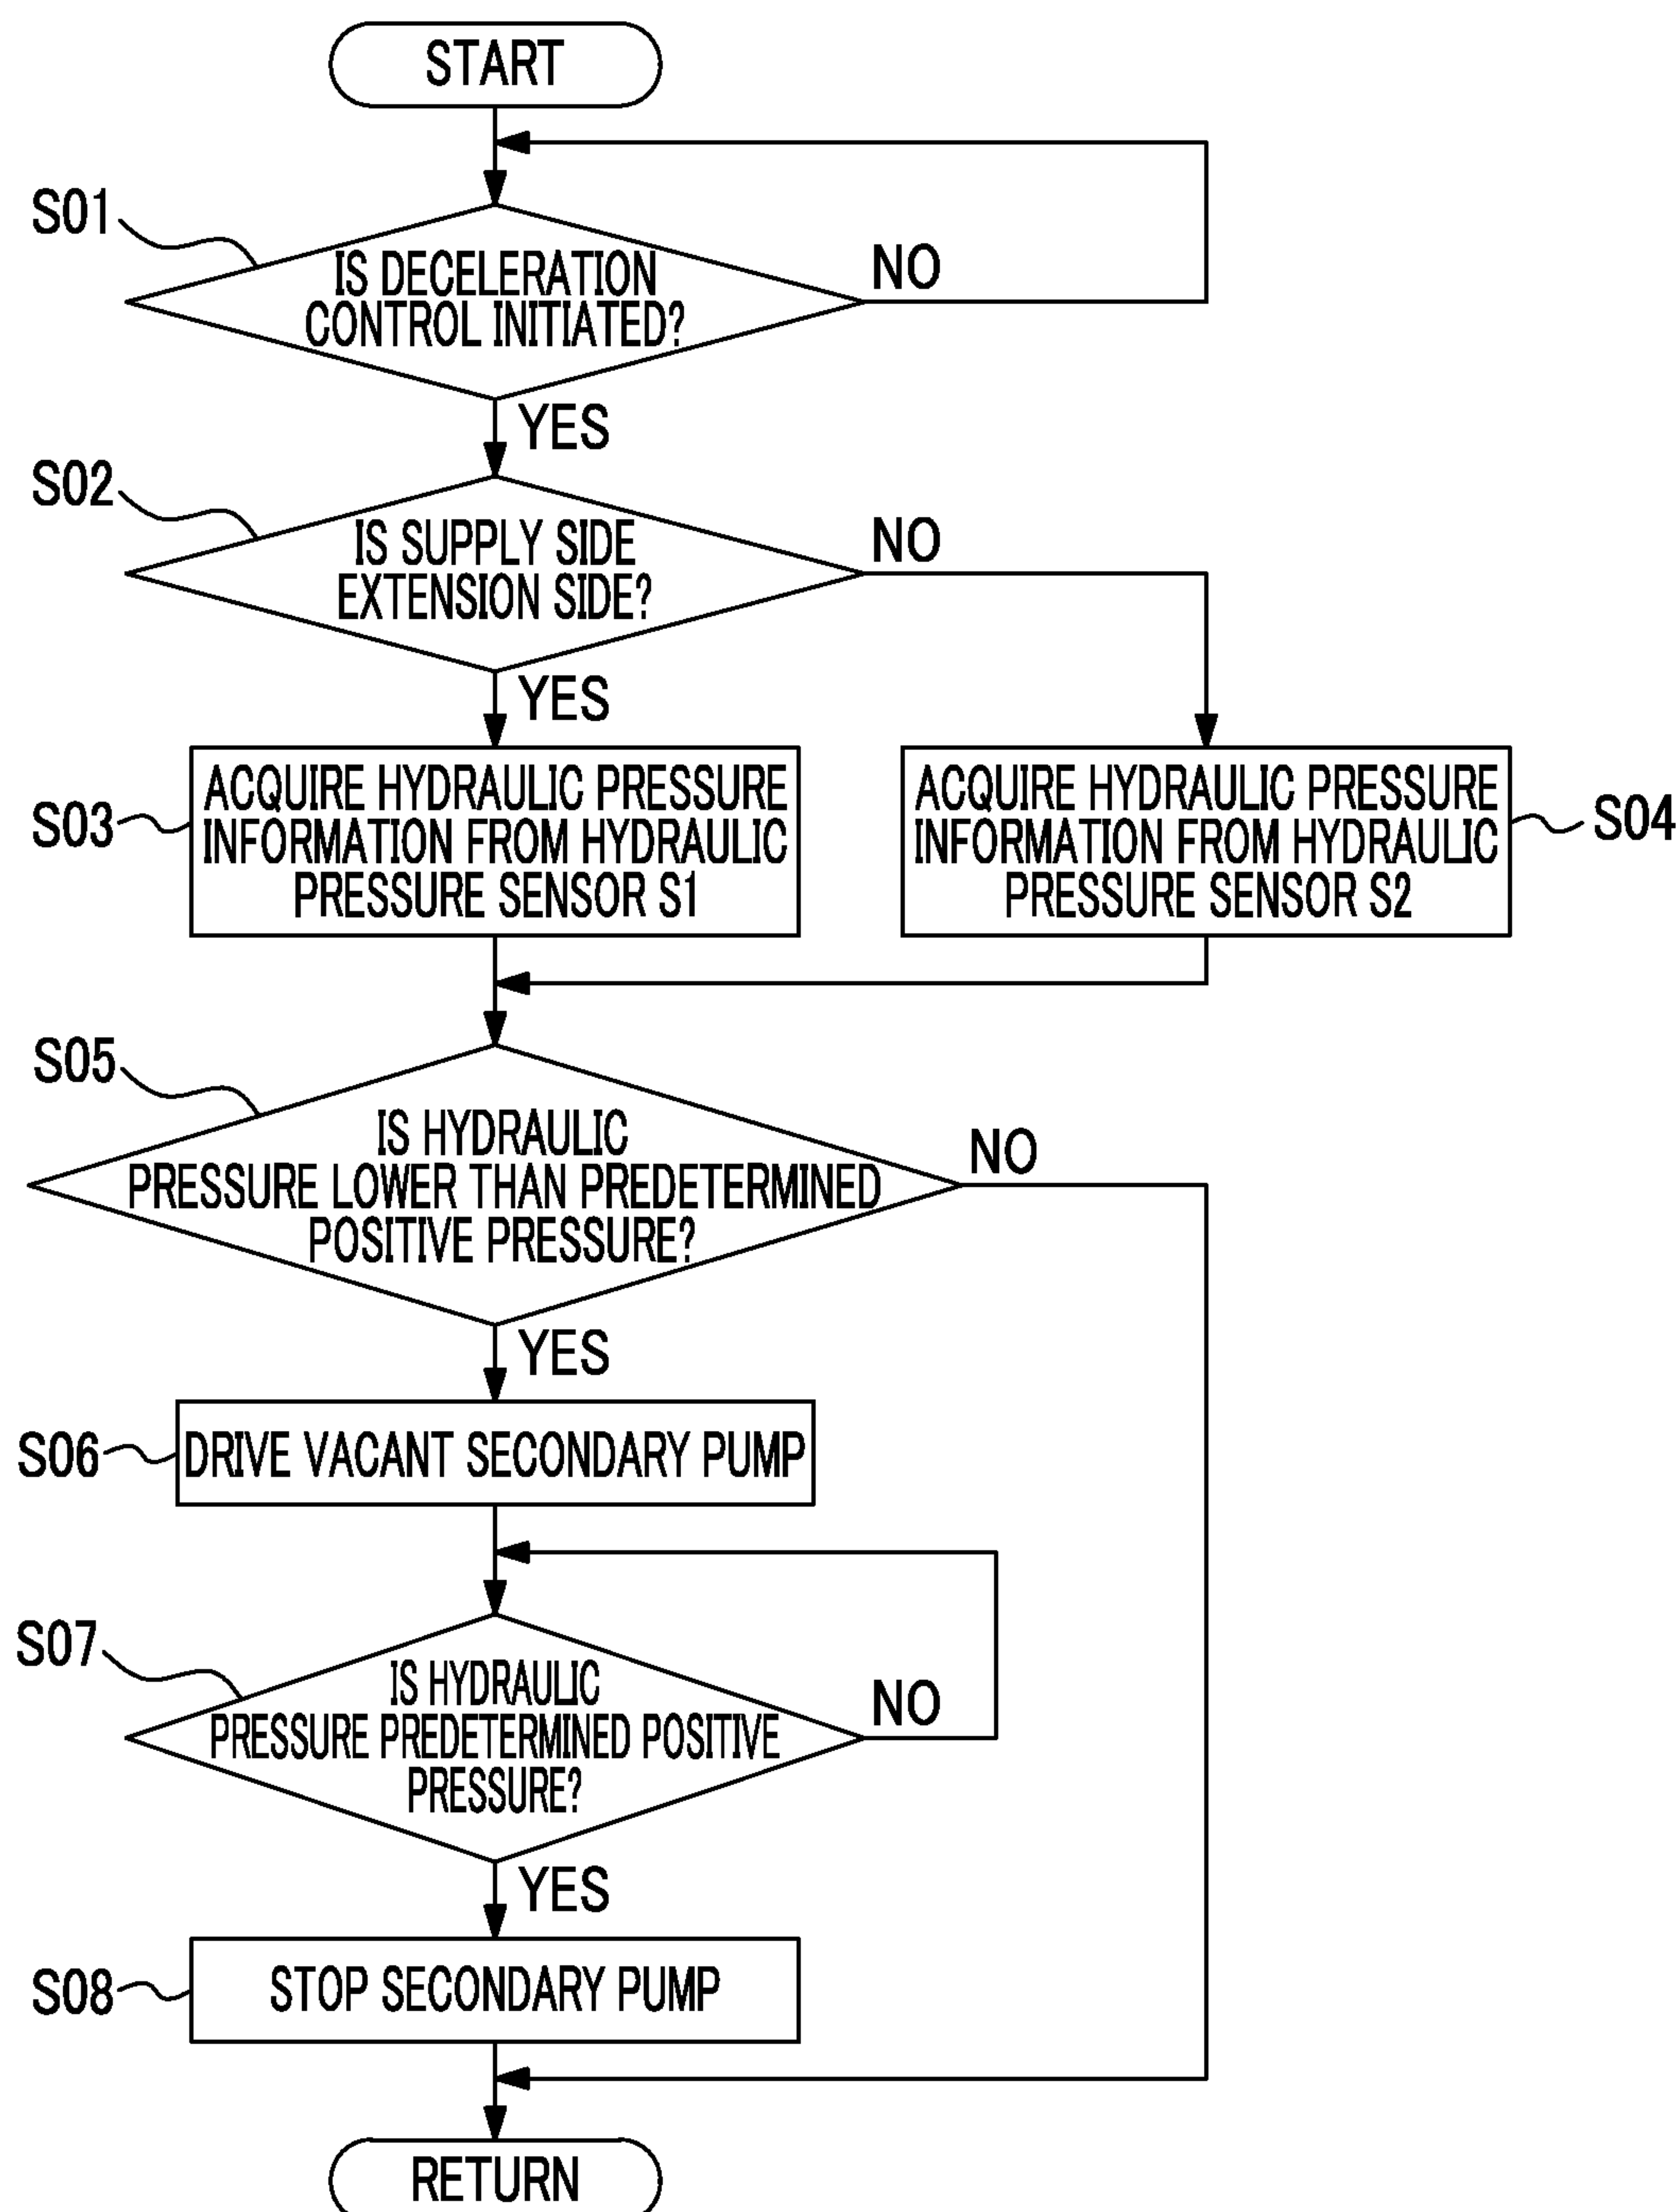 START
S01
IS DECELERATION
CONTROL INITIATED?
NO
YES
S02
IS SUPPLY SIDE
EXTENSION SIDE?
NO
YES
S03
ACQUIRE HYDRAULIC PRESSURE
INFORMATION FROM HYDRAULIC
PRESSURE SENSOR S1
ACQUIRE HYDRAULIC PRESSURE
INFORMATION FROM HYDRAULIC
PRESSURE SENSOR S2
S04
S05
IS HYDRAULIC
PRESSURE LOWER THAN PREDETERMINED
POSITIVE PRESSURE?
NO
YES
S06
DRIVE VACANT SECONDARY PUMP
S07
IS HYDRAULIC
PRESSURE PREDETERMINED POSITIVE
PRESSURE?
NO
YES
S08
STOP SECONDARY PUMP
RETURN